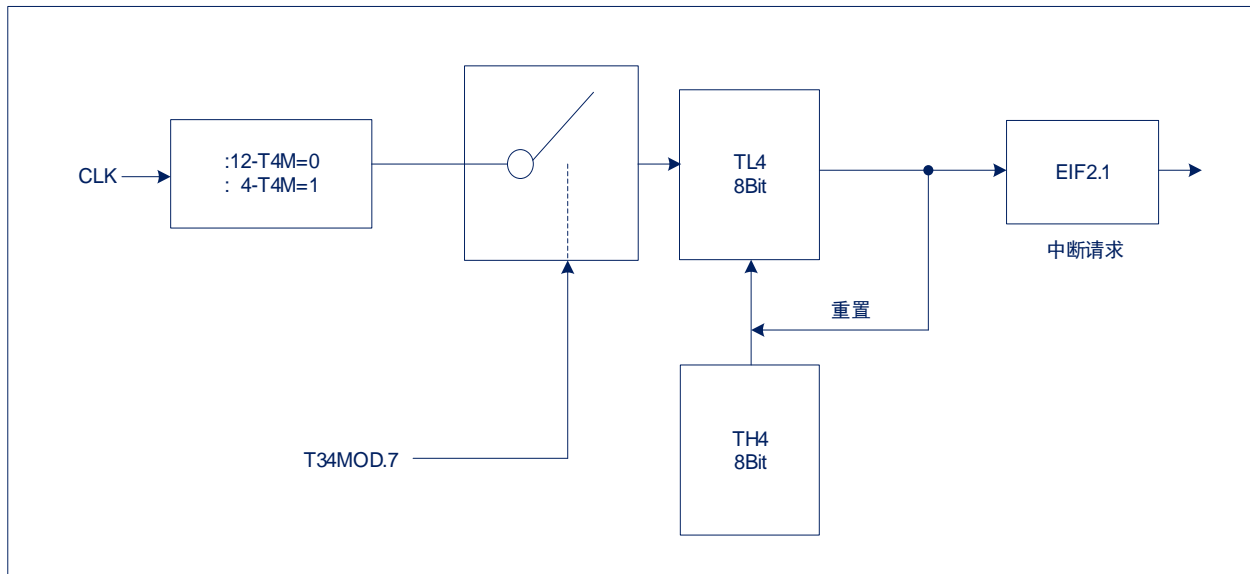 CLK
:12-T4M=0
: 4-T4M=1
TL4
8Bit
EIF2.1
中断请求
重置
TH4
8Bit
T34MOD.7